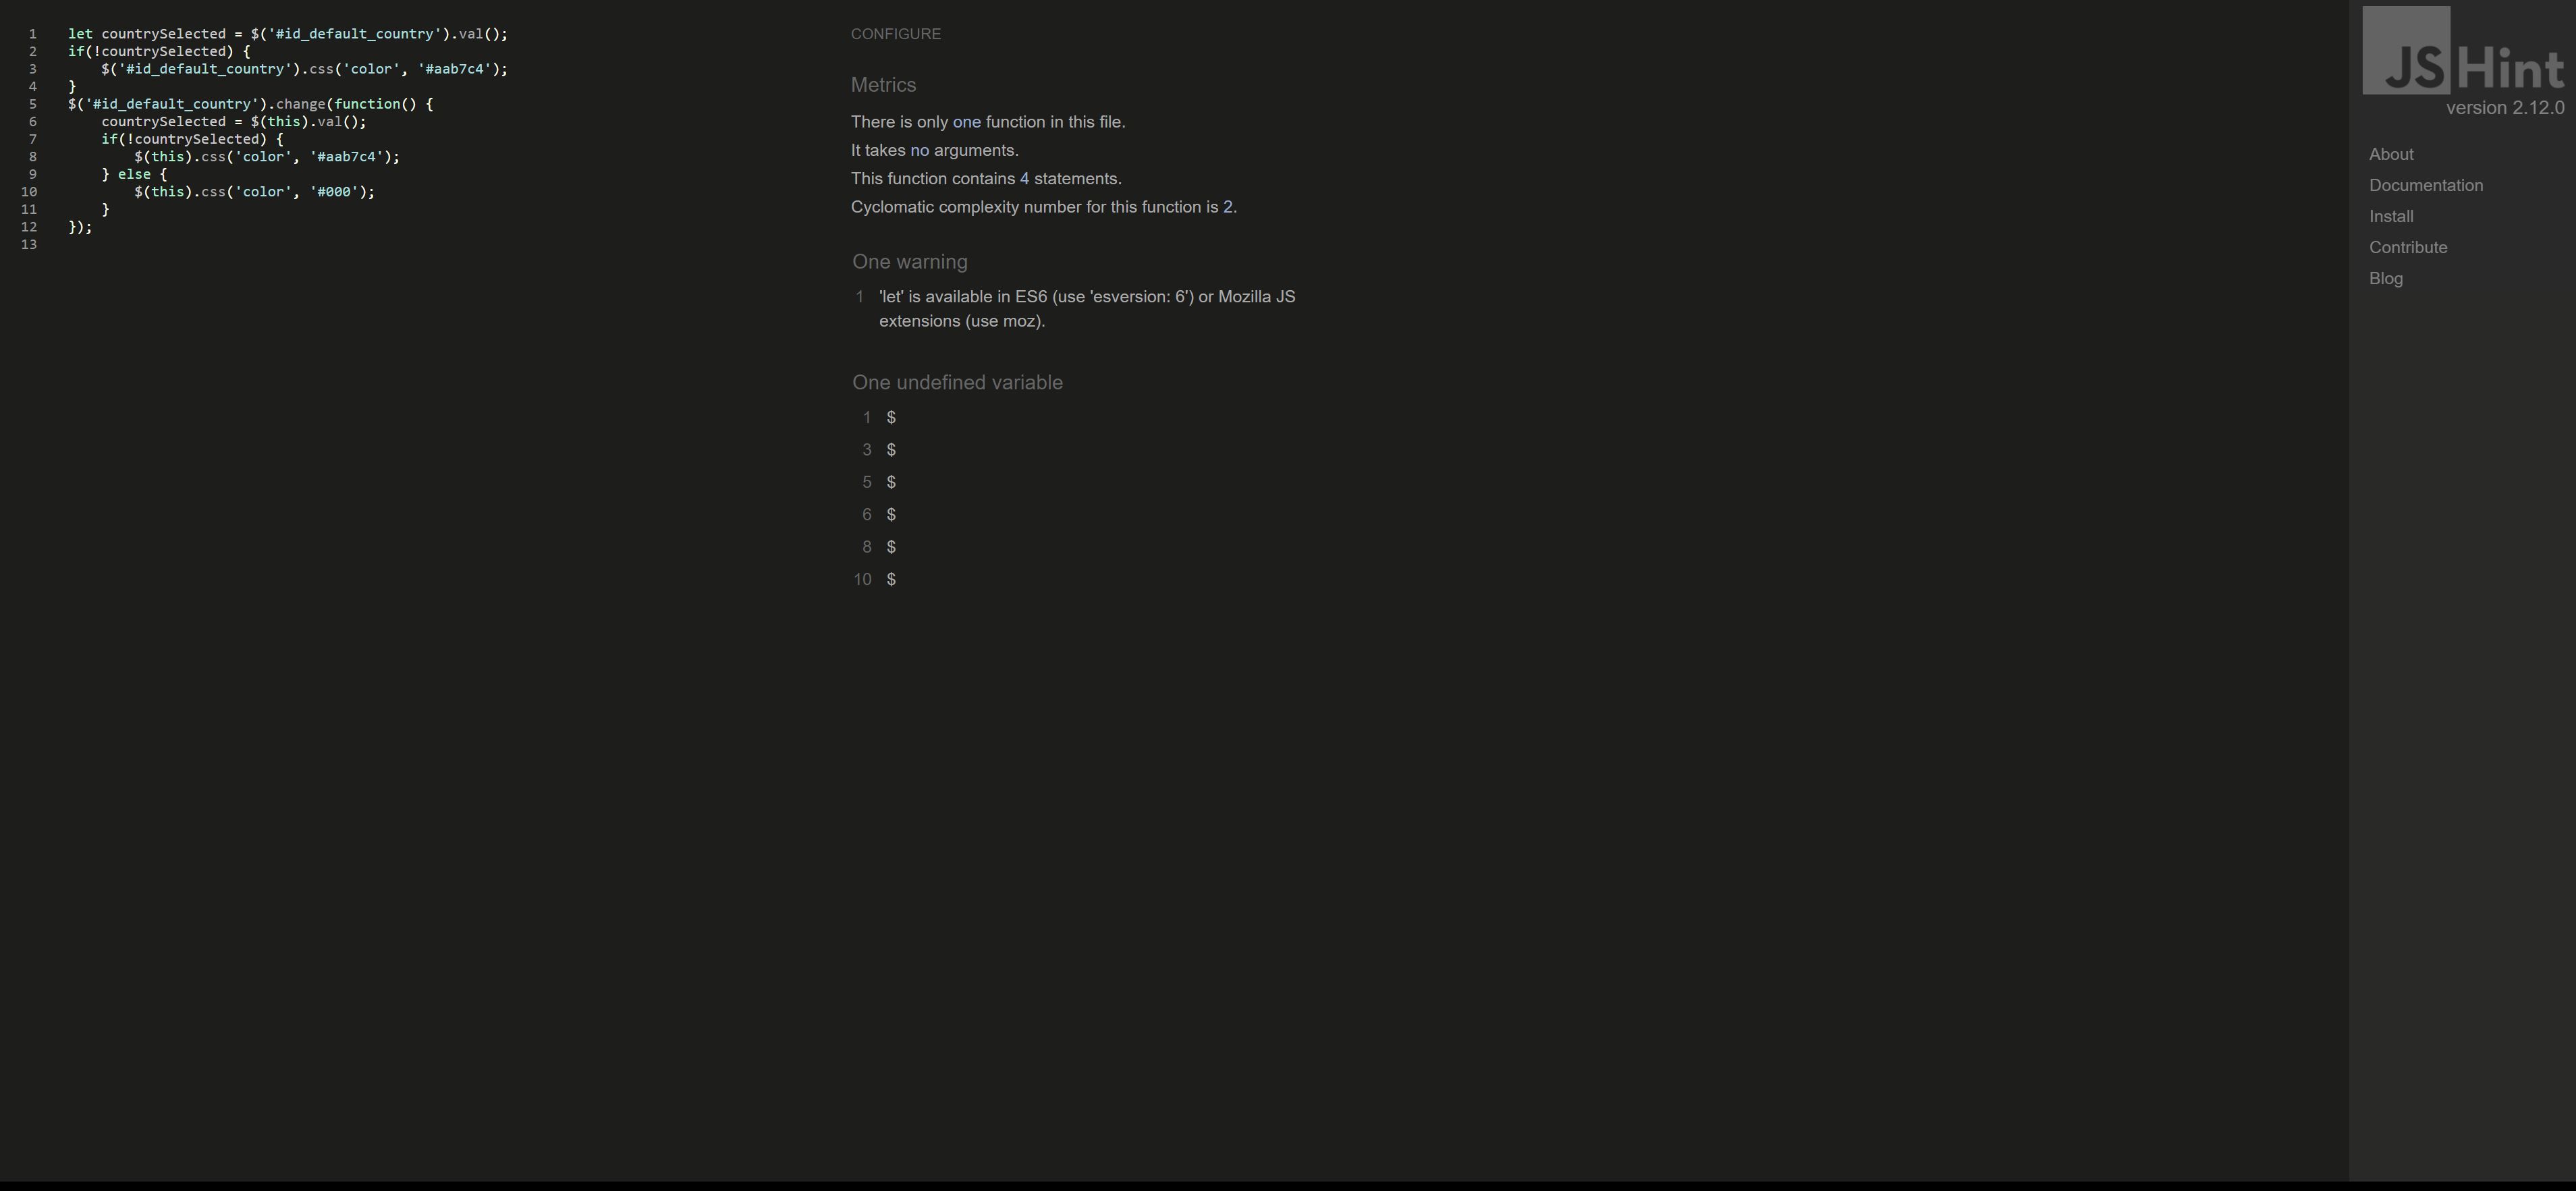 1 let countrySelected = $('#id_default_country').val();
2 if(!countrySelected) {
3     $('#id_default_country').css('color', '#aab7c4');
4 }
5 $('#id_default_country').change(function() {
6     countrySelected = $(this).val();
7     if(!countrySelected) {
8         $(this).css('color', '#aab7c4');
9     } else {
10         $(this).css('color', '#000');
11     }
12 });
13
CONFIGURE
Metrics
There is only one function in this file.
It takes no arguments.
This function contains 4 statements.
Cyclomatic complexity number for this function is 2.
One warning
1 'let' is available in ES6 (use 'esversion: 6') or Mozilla JS
extensions (use moz).
One undefined variable
1 $
3 $
5 $
6 $
8 $
10 $
JSHint
version 2.12.0
About
Documentation
Install
Contribute
Blog